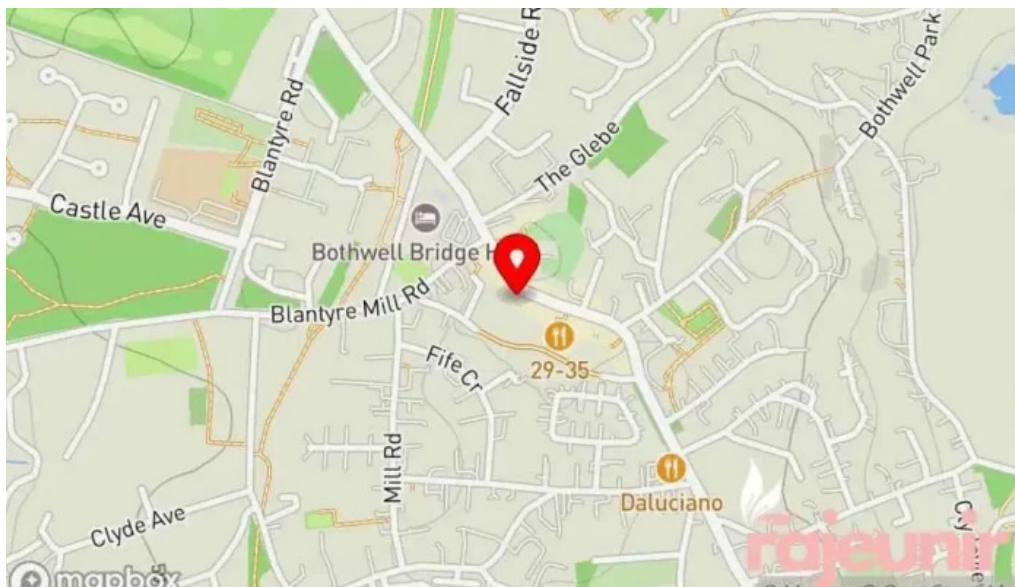 Fallside R
Bothwell Park
Blantyre Rd
The Glebe
Castle Ave
Bothwell Bridge H
Blantyre Mill Rd
29-35
Fife Cr
Mill Rd
Daluciano
Clyde Ave
rajeunir
mapbox